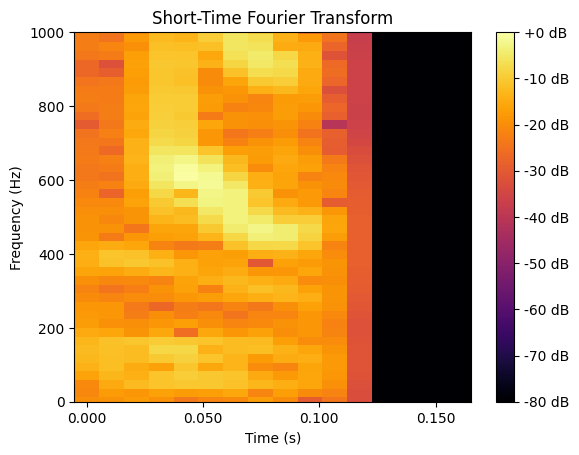 Short-Time Fourier Transform
1000
800
600
400
200
0
Frequency (Hz)
0.000
0.050
0.100
0.150
Time (s)
+0 dB
-10 dB
-20 dB
-30 dB
-40 dB
-50 dB
-60 dB
-70 dB
-80 dB